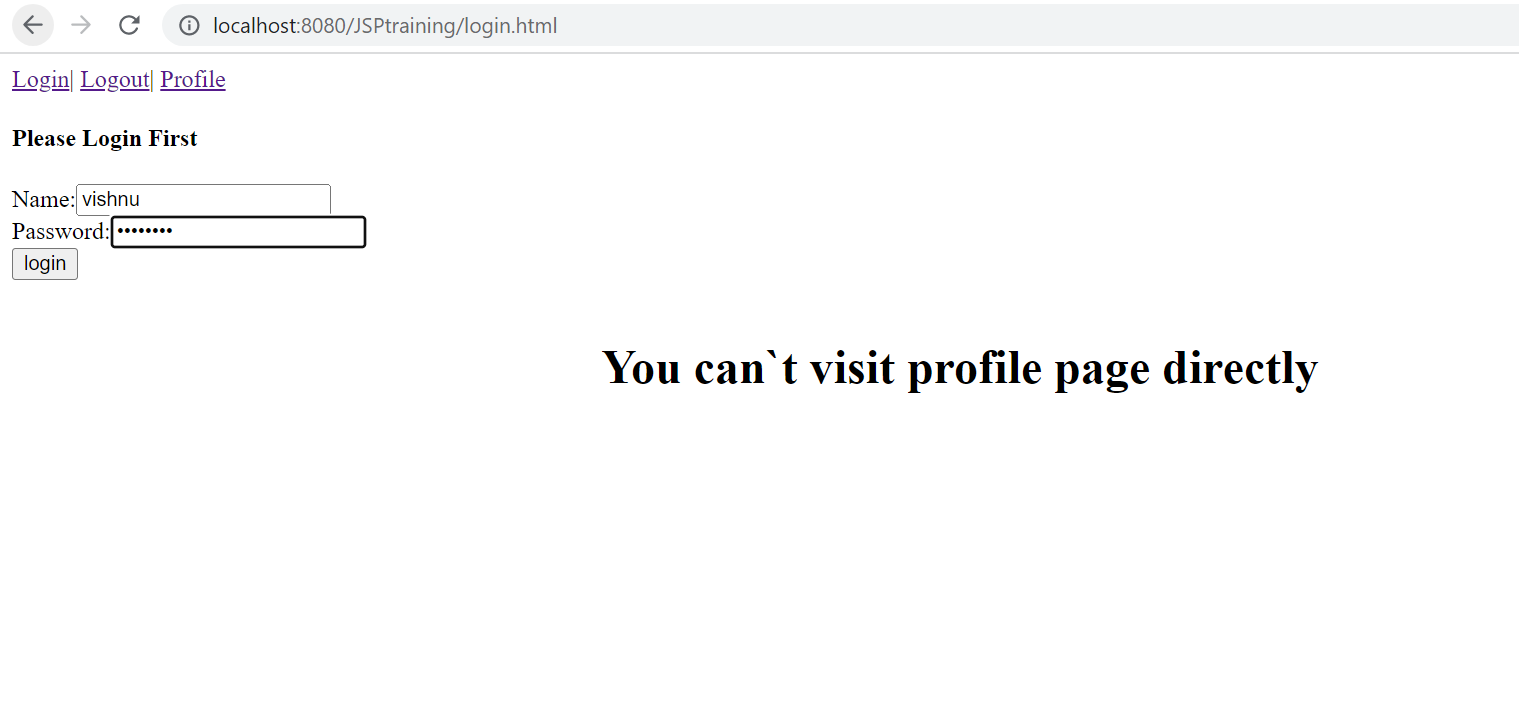 localhost:8080/JSPtraining/login.html
Login| Logout| Profile
Please Login First
Name: vishnu
Password: ••••••••
login
You can`t visit profile page directly